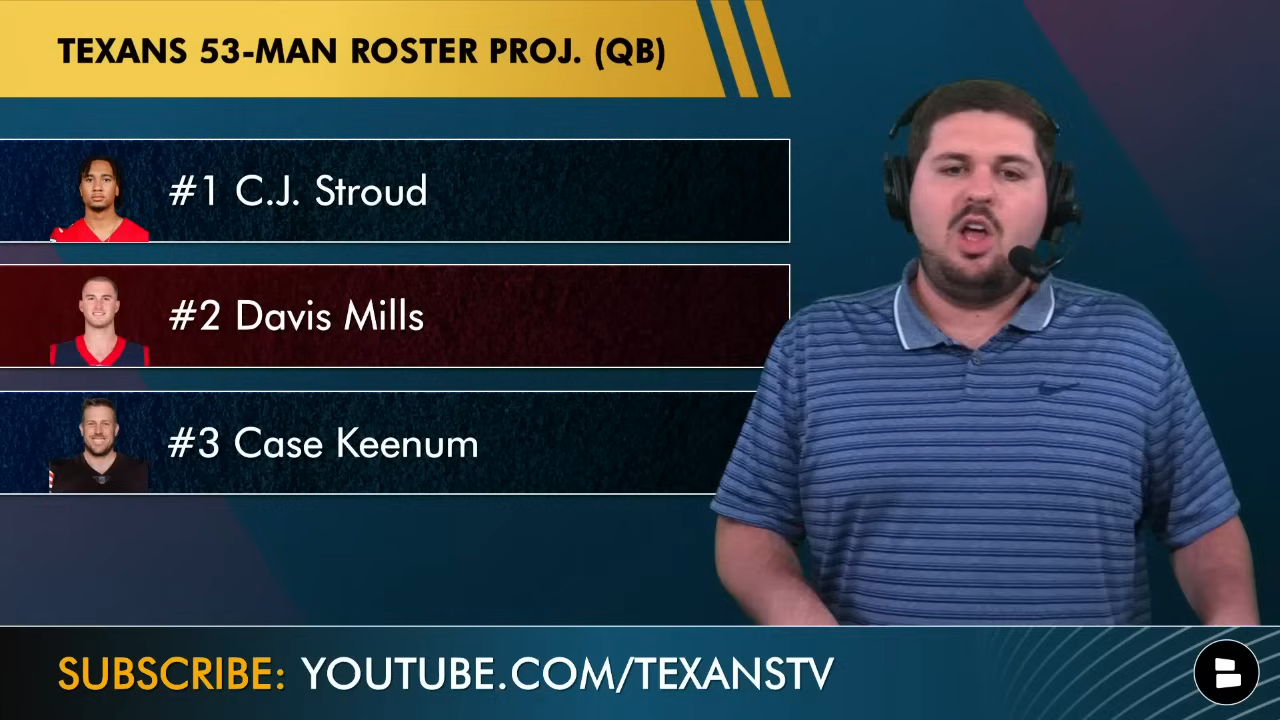 TEXANS 53-MAN ROSTER PROJ. (QB)
#1 C.J. Stroud
#2 Davis Mills
#3 Case Keenum
SUBSCRIBE: YOUTUBE.COM/TEXANSTV